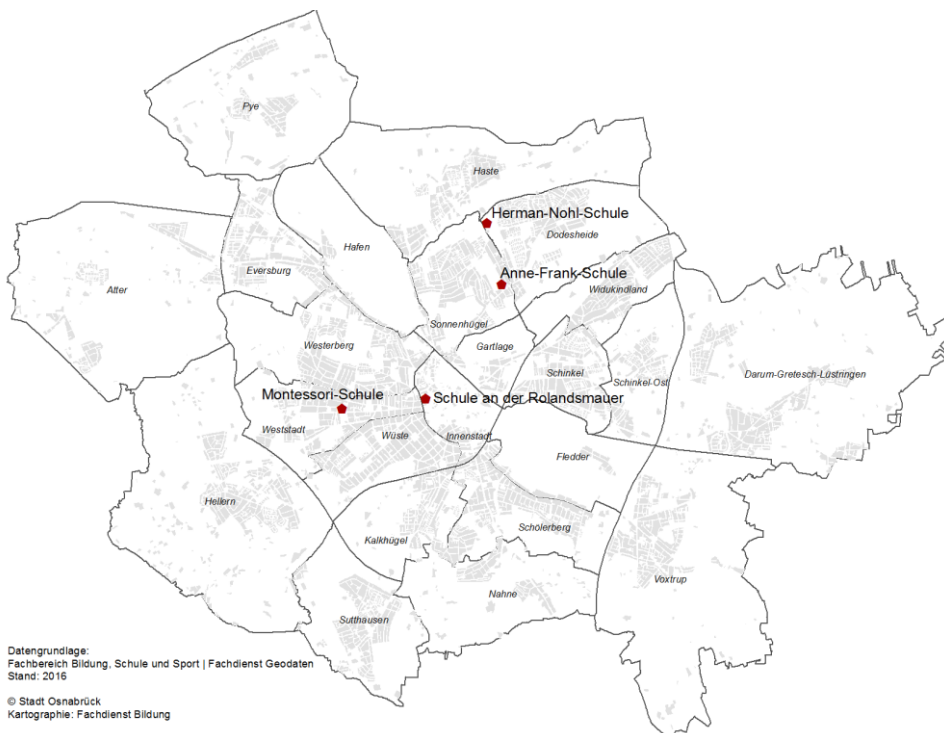 Pye
Haste
Herman-Nohl-Schule
Dodesheide
Hafen
Eversburg
Anne-Frank-Schule
Widukindland
Atter
Sonnenhügel
Westerberg
Gartlage
Schinkel
Schinkel-Ost
Darum-Gretesch-Lüstringen
Montessori-Schule
Schule an der Rolandsmauer
Weststadt
Wüste
Innenstadt
Fledder
Hellern
Schölerberg
Kalkhügel
Voxtrup
Nahne
Sutthausen
Datengrundlage:
Fachbereich Bildung, Schule und Sport | Fachdienst Geodaten
Stand: 2016
© Stadt Osnabrück
Kartographie: Fachdienst Bildung